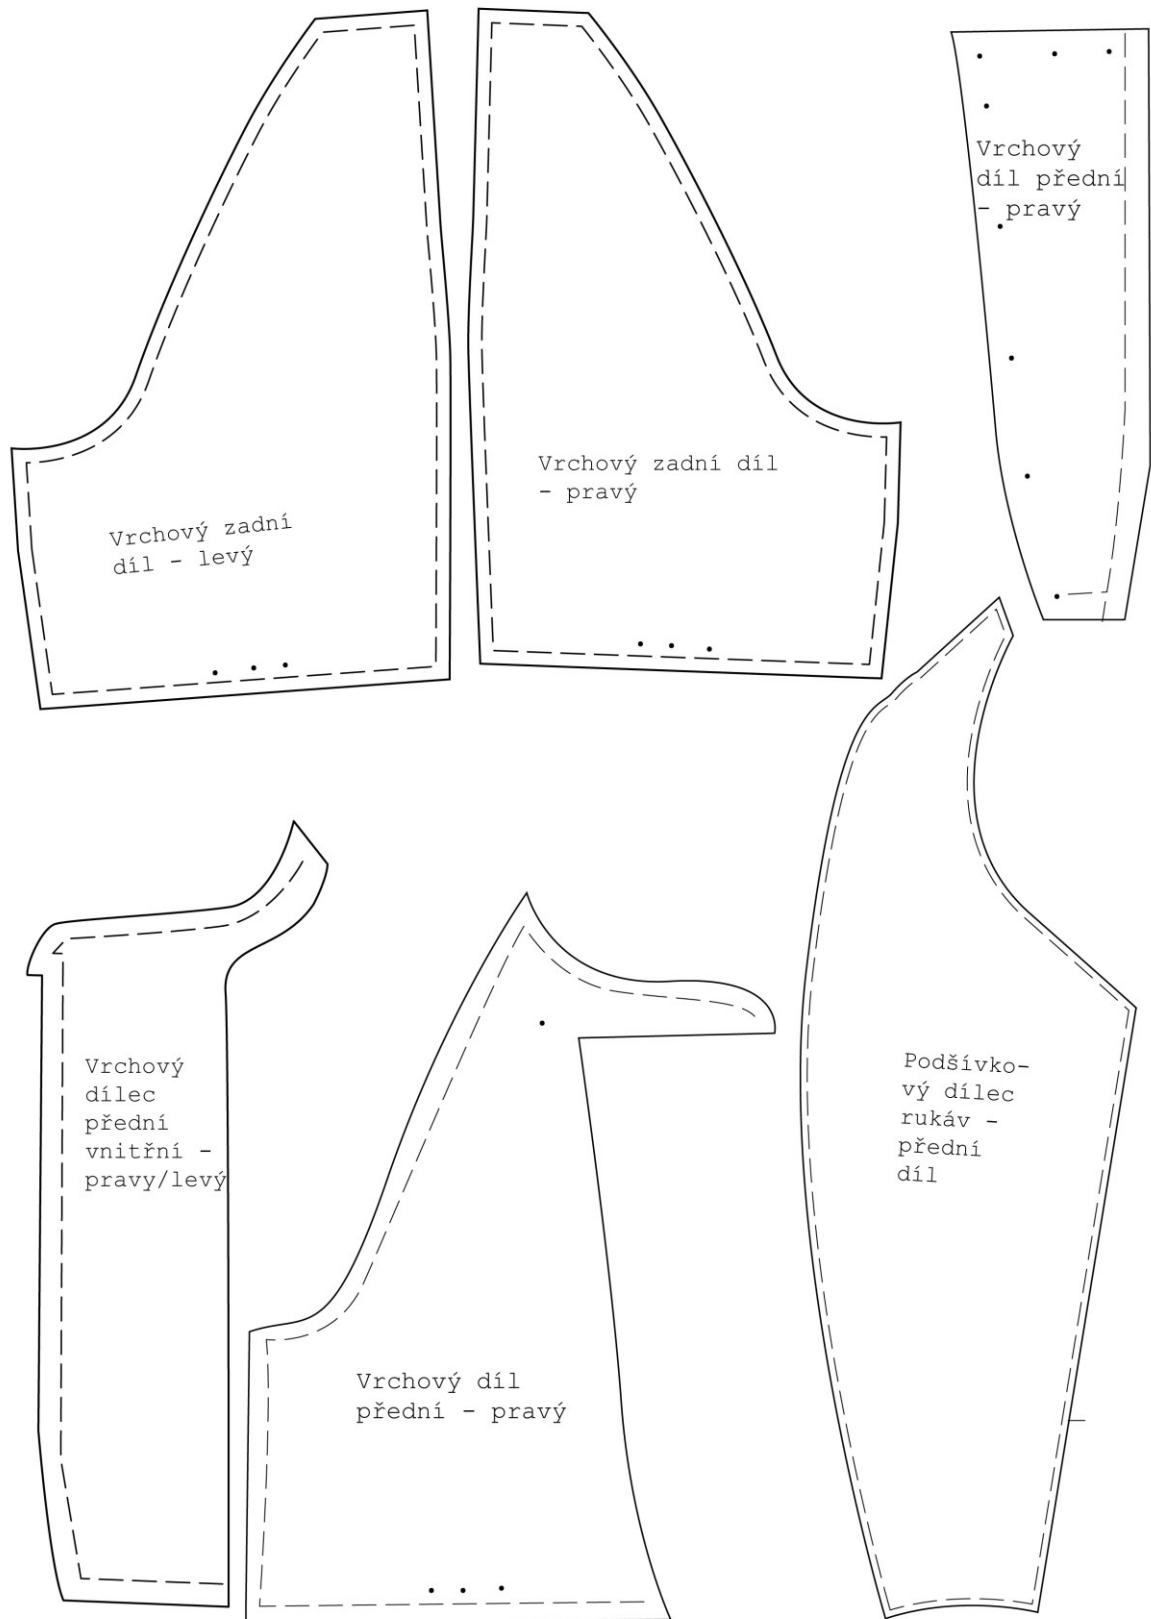 Vrchový
díl přední
- pravý
Vrchový zadní díl
- pravý
Vrchový zadní
díl - levý
Vrchový
dílec
přední
vnitřní -
pravy/levý
Podšívko-
vý dílec
rukáv -
přední
díl
Vrchový díl
přední - pravý